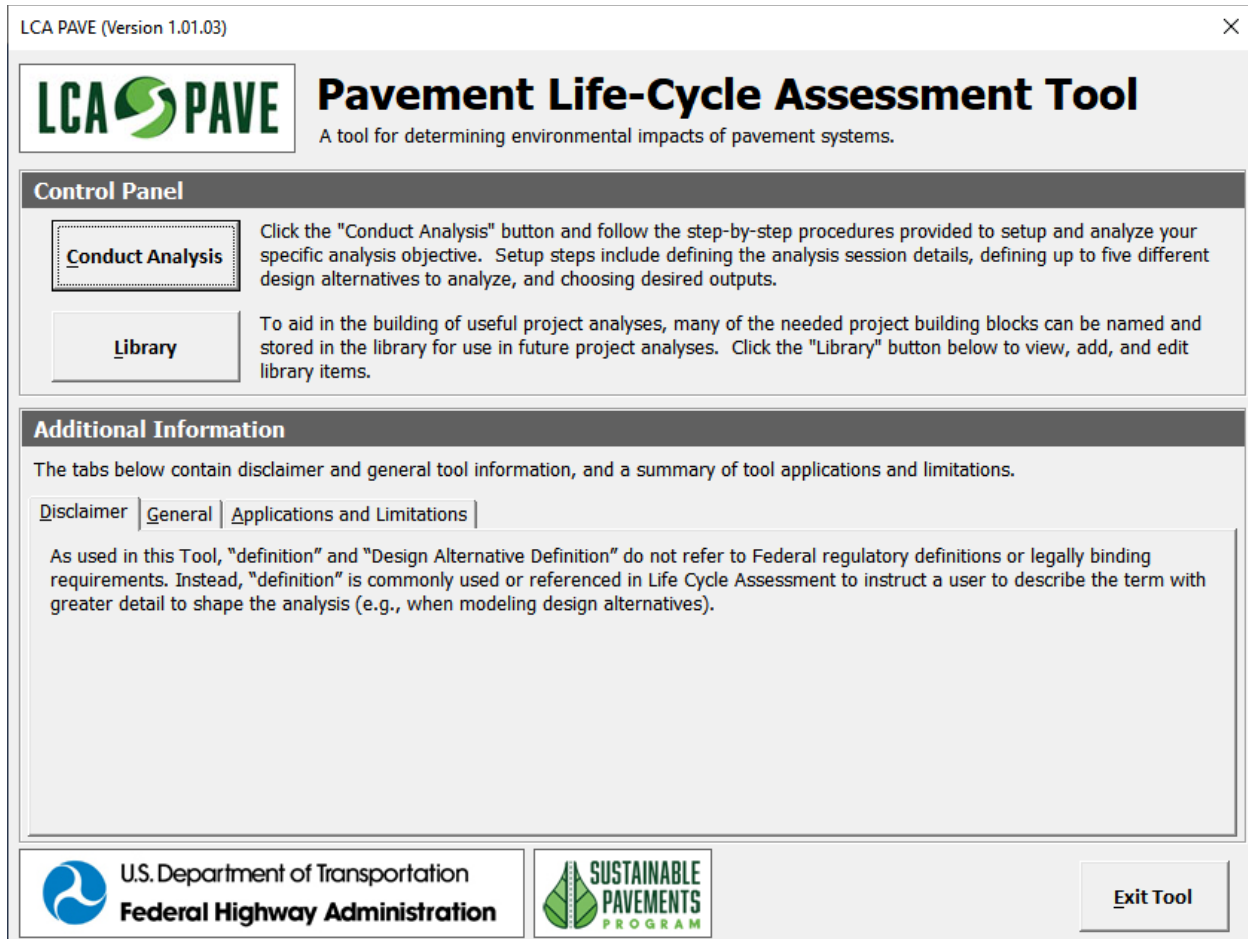 LCA PAVE (Version 1.01.03)
LCA PAVE
Pavement Life-Cycle Assessment Tool
A tool for determining environmental impacts of pavement systems.
Control Panel
Conduct Analysis
Click the "Conduct Analysis" button and follow the step-by-step procedures provided to setup and analyze your
specific analysis objective.  Setup steps include defining the analysis session details, defining up to five different
design alternatives to analyze, and choosing desired outputs.
Library
To aid in the building of useful project analyses, many of the needed project building blocks can be named and
stored in the library for use in future project analyses.  Click the "Library" button below to view, add, and edit
library items.
Additional Information
The tabs below contain disclaimer and general tool information, and a summary of tool applications and limitations.
Disclaimer General Applications and Limitations
As used in this Tool, “definition” and “Design Alternative Definition” do not refer to Federal regulatory definitions or legally binding
requirements. Instead, “definition” is commonly used or referenced in Life Cycle Assessment to instruct a user to describe the term with
greater detail to shape the analysis (e.g., when modeling design alternatives).
U.S. Department of Transportation
Federal Highway Administration
SUSTAINABLE
PAVEMENTS
PROGRAM
Exit Tool